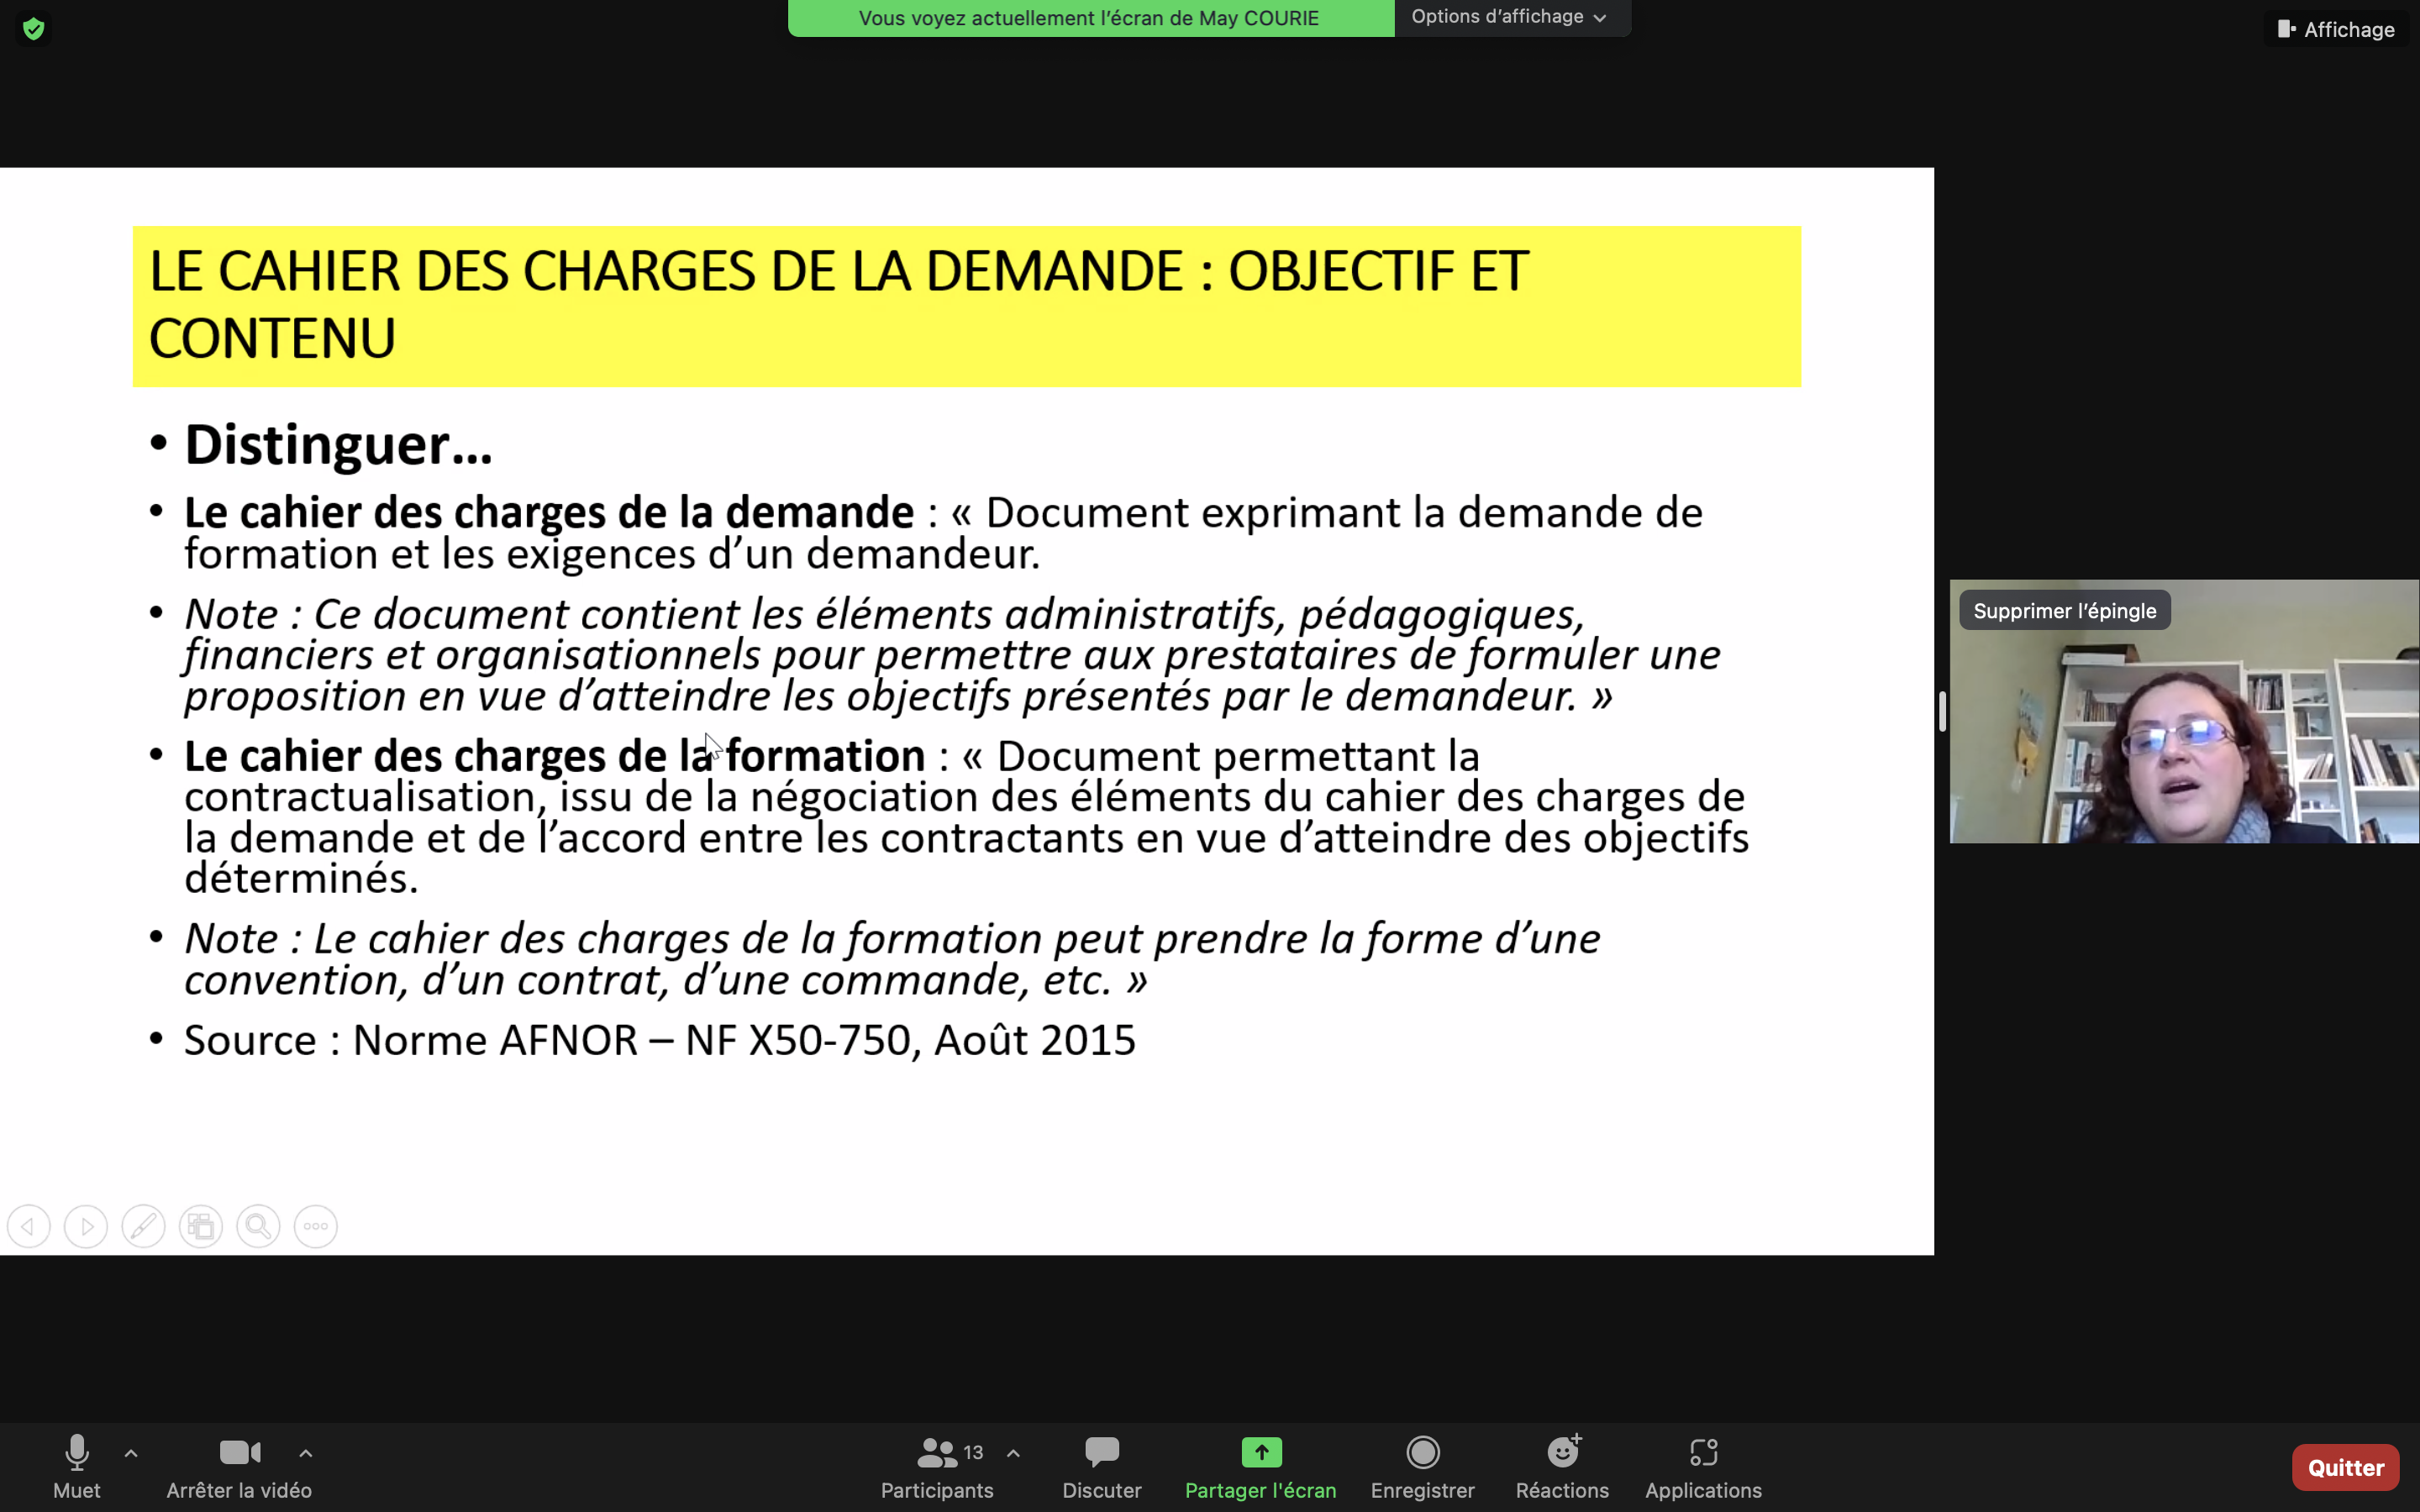 Vous voyez actuellement l'écran de May COURIE
Options d'affichage
Affichage
LE CAHIER DES CHARGES DE LA DEMANDE : OBJECTIF ET
CONTENU
• Distinguer...
• Le cahier des charges de la demande : « Document exprimant la demande de
formation et les exigences d'un demandeur.
• Note : Ce document contient les éléments administratifs, pédagogiques,
financiers et organisationnels pour permettre aux prestataires de formuler une
proposition en vue d'atteindre les objectifs présentés par le demandeur. »
• Le cahier des charges de la formation : « Document permettant la
contractualisation, issu de la négociation des éléments du cahier des charges de
la demande et de l'accord entre les contractants en vue d'atteindre des objectifs
déterminés.
• Note : Le cahier des charges de la formation peut prendre la forme d'une
convention, d'un contrat, d'une commande, etc. »
• Source : Norme AFNOR – NF X50-750, Août 2015
Supprimer l'épingle
Muet
Arrêter la vidéo
13
Participants
Discuter
Partager l'écran
Enregistrer
Réactions
Applications
Quitter